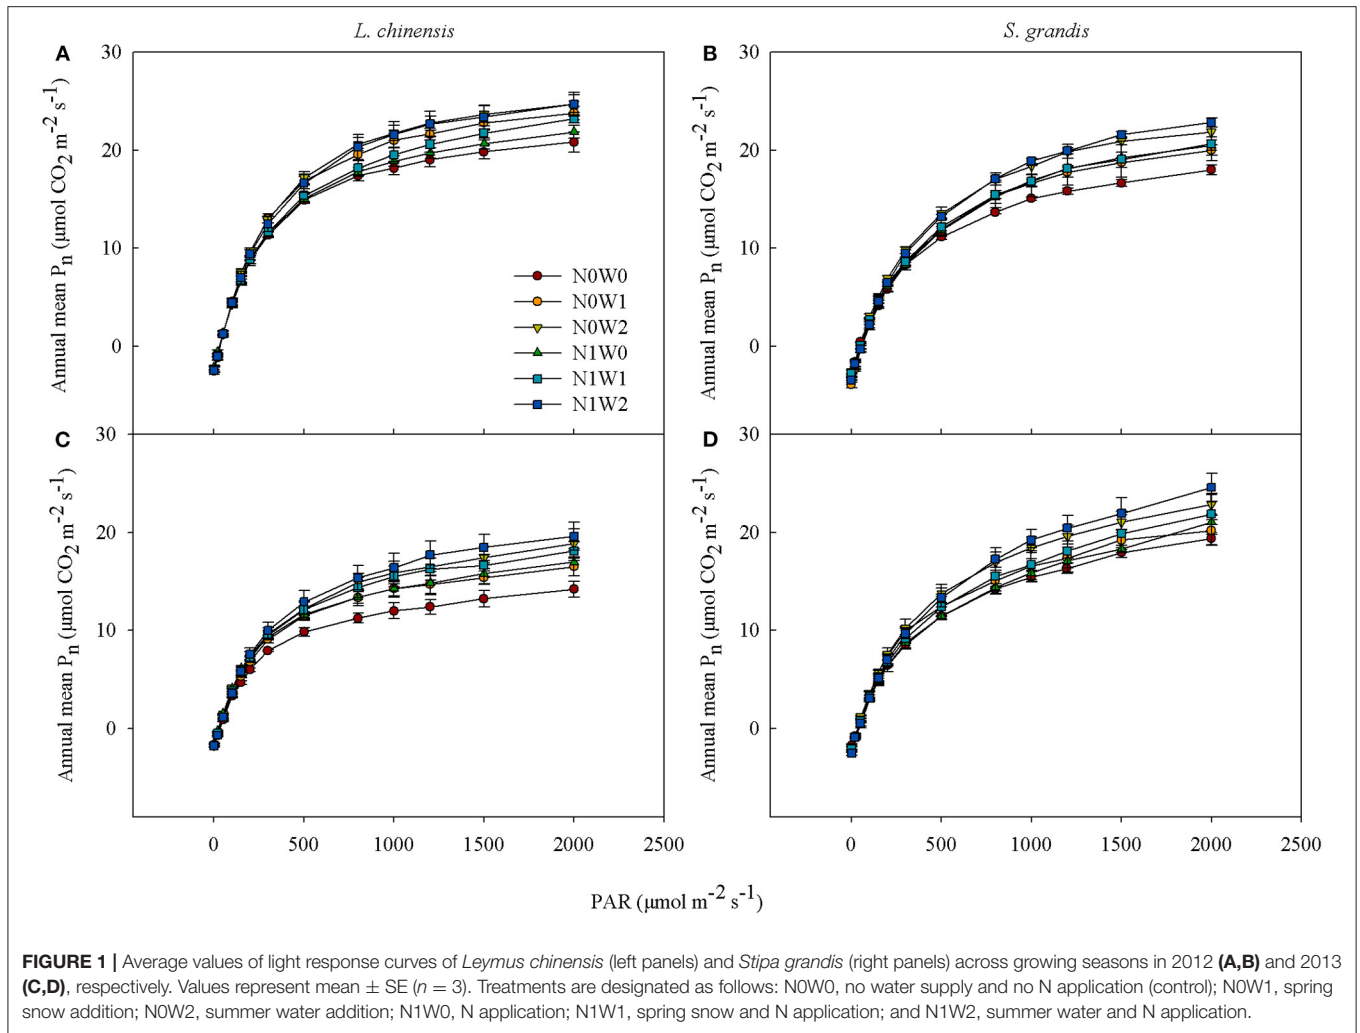 L. chinensis
S. grandis
A
30
20
10
0
Annual mean Pn (μmol CO2 m-2 s-1)
N0W0
N0W1
N0W2
N1W0
N1W1
N1W2
B
30
20
10
0
Annual mean Pn (μmol CO2 m-2 s-1)
C
30
20
10
0
Annual mean Pn (μmol CO2 m-2 s-1)
0 500 1000 1500 2000 2500
D
30
20
10
0
Annual mean Pn (μmol CO2 m-2 s-1)
0 500 1000 1500 2000 2500
PAR (μmol m-2 s-1)
FIGURE 1 | Average values of light response curves of Leymus chinensis (left panels) and Stipa grandis (right panels) across growing seasons in 2012 (A,B) and 2013
(C,D), respectively. Values represent mean ± SE (n = 3). Treatments are designated as follows: N0W0, no water supply and no N application (control); N0W1, spring
snow addition; N0W2, summer water addition; N1W0, N application; N1W1, spring snow and N application; and N1W2, summer water and N application.